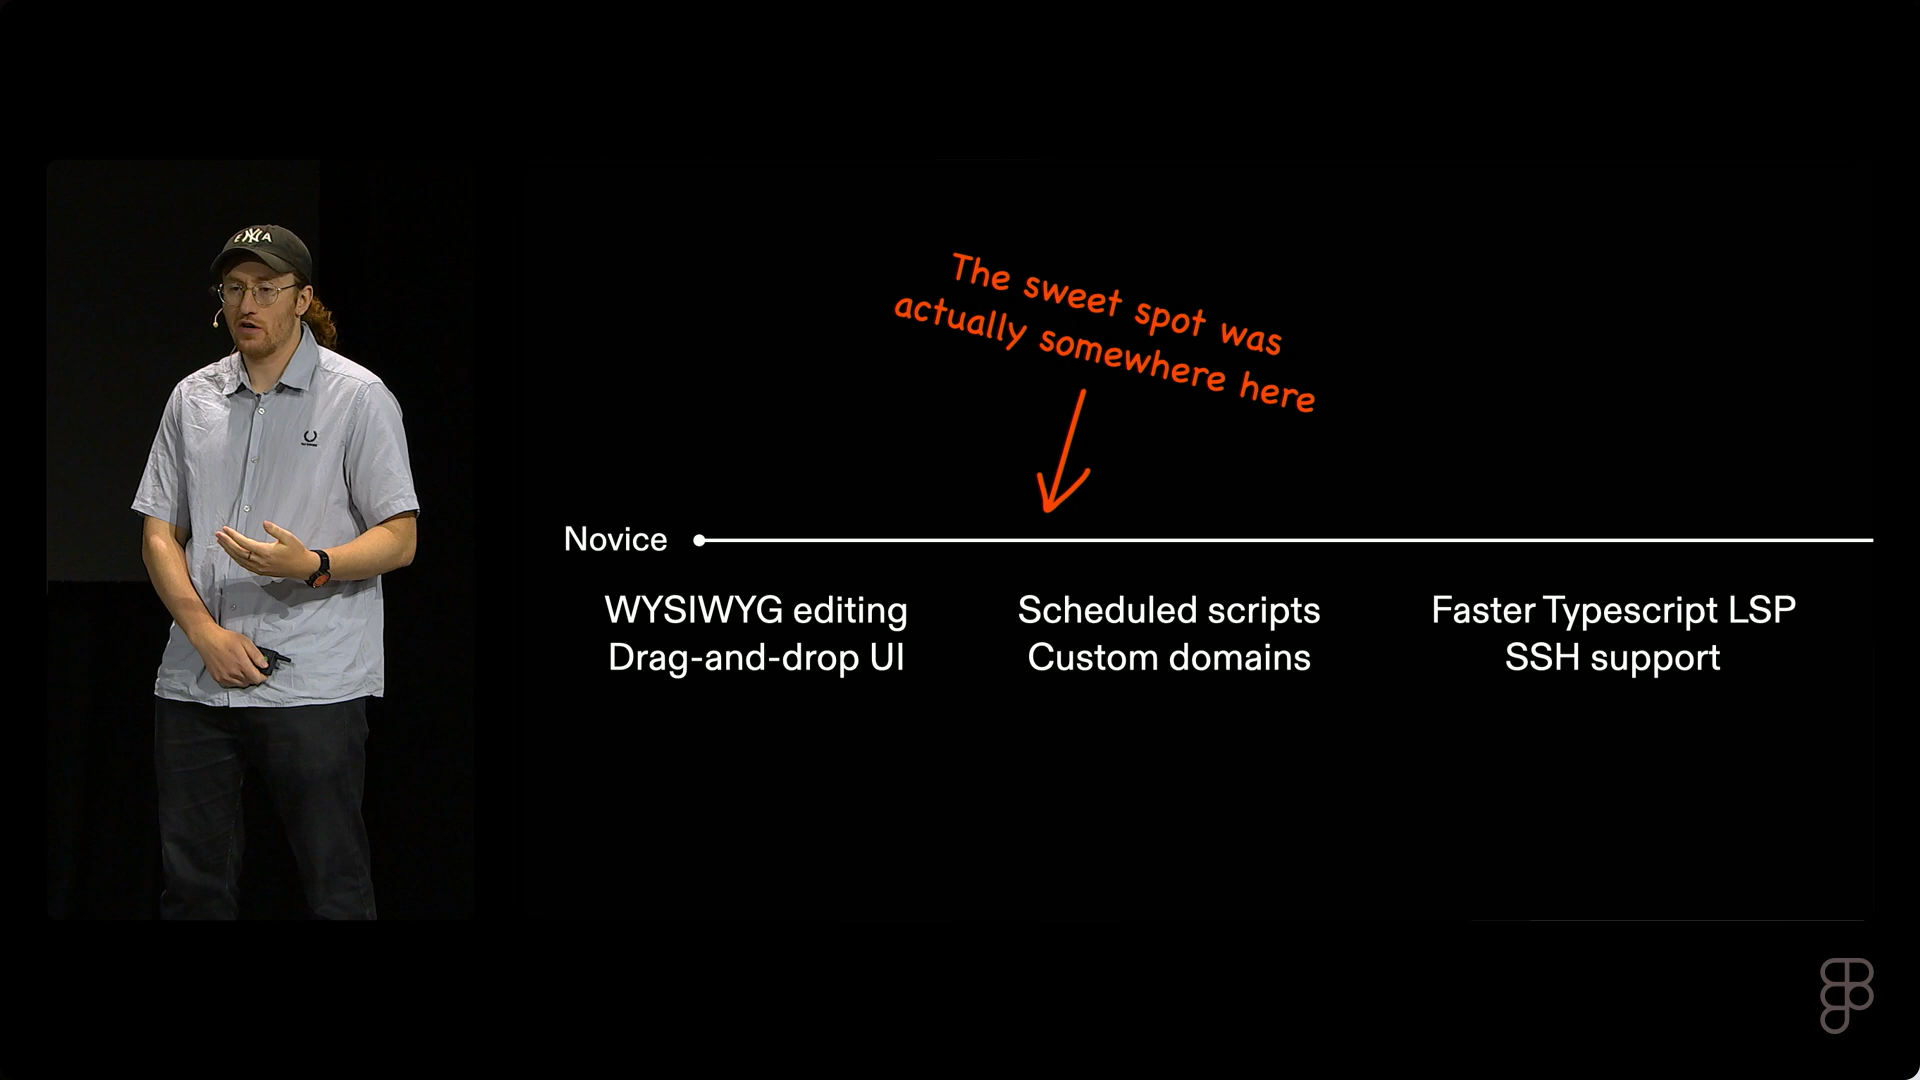 The sweet spot was
actually somewhere here
Novice
WYSIWYG editing
Drag-and-drop UI
Scheduled scripts
Custom domains
Faster Typescript LSP
SSH support